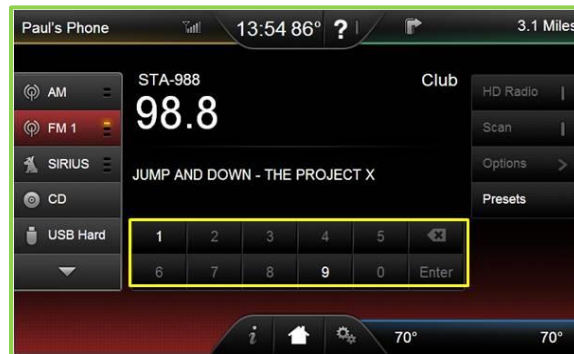 Paul's Phone 13:54 86° ? 3.1 Miles
AM
FM 1
SIRIUS
CD
USB Hard
STA-988 Club
98.8
JUMP AND DOWN - THE PROJECT X
1 2 3 4 5
6 7 8 9 0 Enter
HD Radio
Scan
Options >
Presets
i 70° 70°